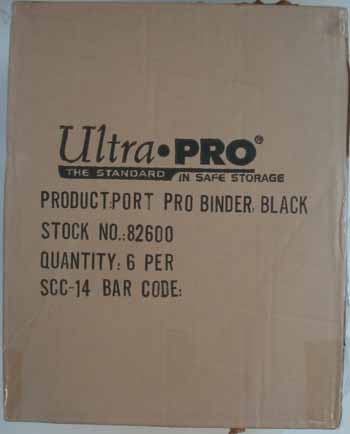 Ultra•PRO®
THE STANDARD IN SAFE STORAGE
PRODUCT:PORT PRO BINDER, BLACK
STOCK NO.:82600
QUANTITY: 6 PER
SCC-14 BAR CODE: